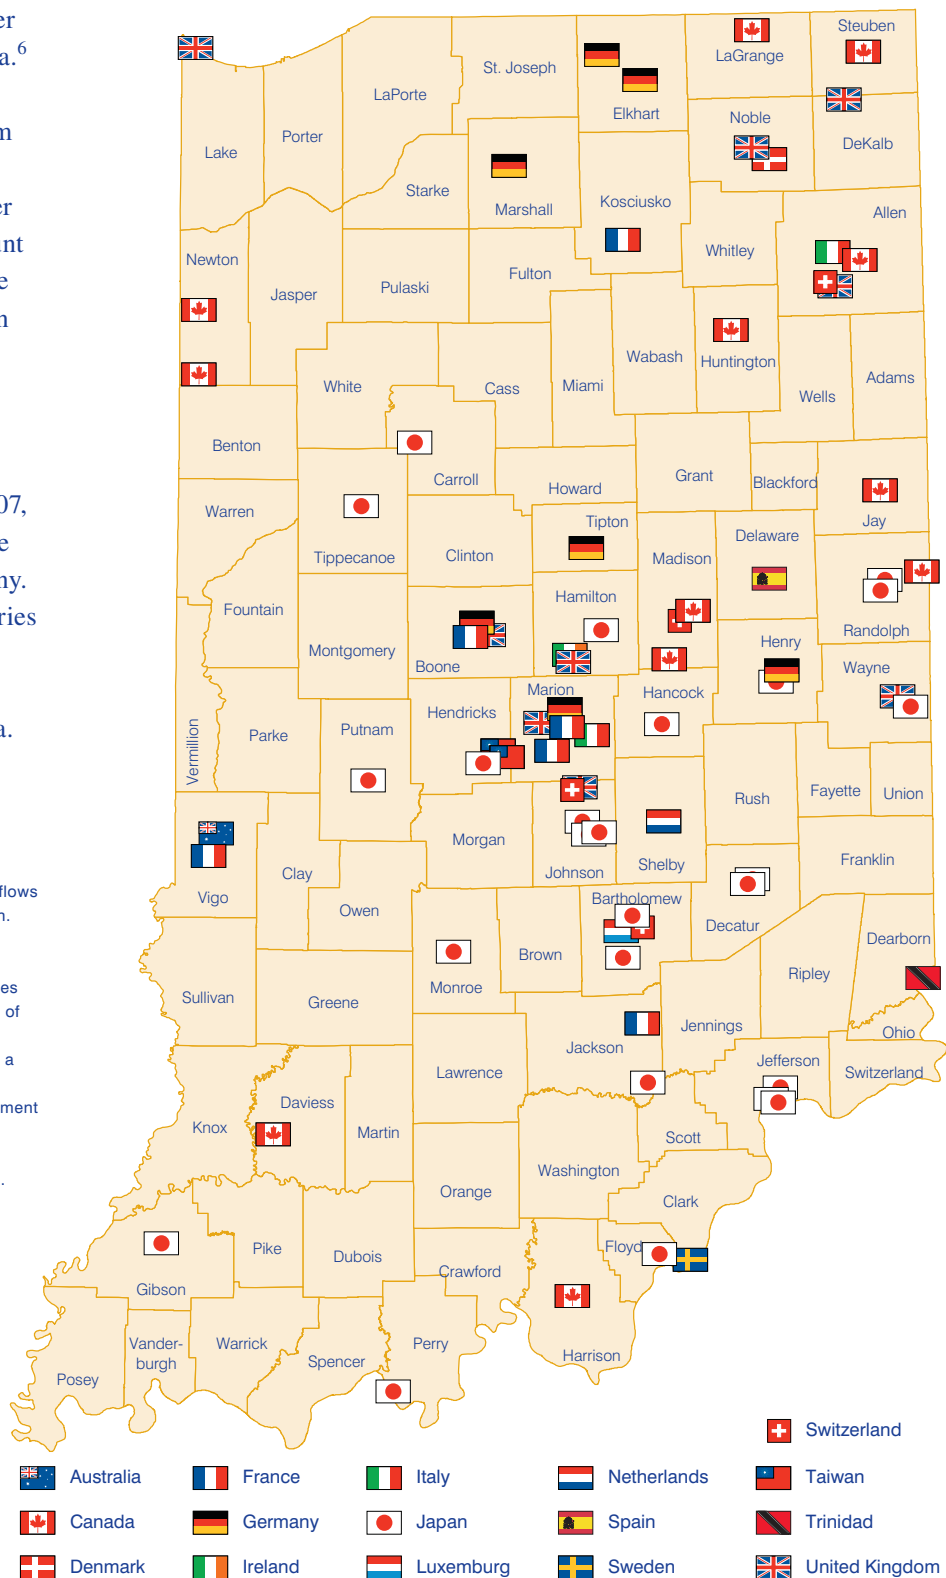 er
a.6
m
er
unt
e
n
07,
e
ny.
ries
a.
flows
n.
es
of
a
ment
.
Steuben
LaGrange
St. Joseph
LaPorte
Elkhart
Noble
Porter
Lake
DeKalb
Starke
Marshall
Kosciusko
Allen
Whitley
Newton
Fulton
Jasper
Pulaski
Wabash
Huntington
White
Cass
Miami
Adams
Wells
Benton
Carroll
Grant
Blackford
Howard
Warren
Tipton
Jay
Delaware
Tippecanoe
Clinton
Madison
Hamilton
Fountain
Randolph
Henry
Montgomery
Boone
Wayne
Marion
Hancock
Hendricks
Putnam
Parke
Vermillion
Fayette
Union
Rush
Morgan
Franklin
Shelby
Johnson
Clay
Vigo
Bartholomew
Owen
Decatur
Dearborn
Brown
Ripley
Monroe
Sullivan
Greene
Jennings
Ohio
Jackson
Jefferson
Lawrence
Switzerland
Daviess
Knox
Martin
Scott
Washington
Orange
Clark
Floyd
Pike
Dubois
Crawford
Gibson
Vander-
burgh
Warrick
Perry
Harrison
Spencer
Posey
Switzerland
Australia France Italy Netherlands Taiwan
Canada Germany Japan Spain Trinidad
Denmark Ireland Luxemburg Sweden United Kingdom